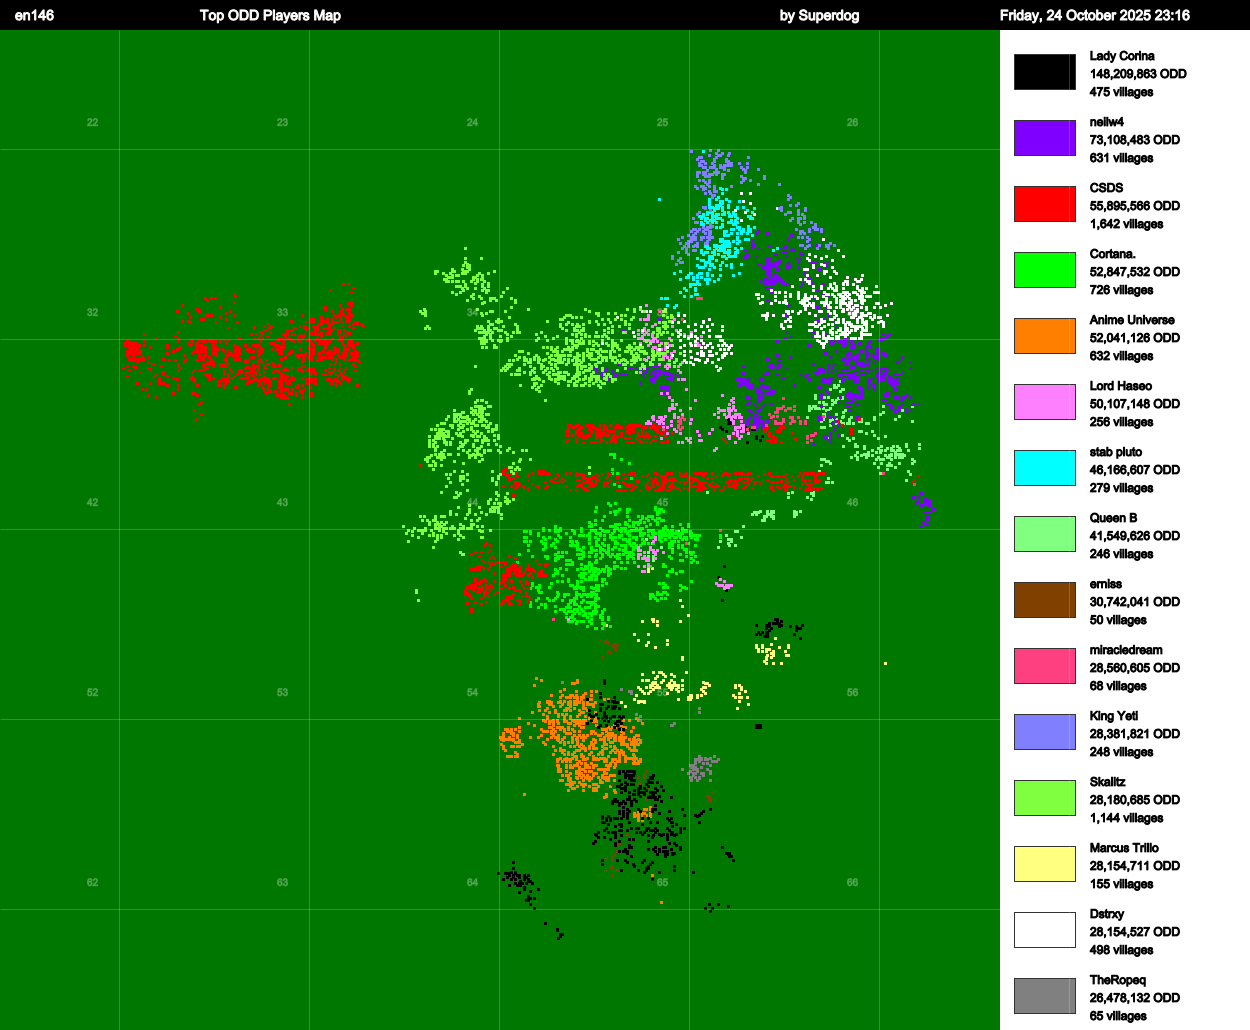 en146 Top ODD Players Map by Superdog Friday, 24 October 2025 23:16
Lady Corina
148,209,863 ODD
475 villages
neilw4
73,108,483 ODD
631 villages
CSDS
55,895,566 ODD
1,642 villages
Cortana.
52,847,532 ODD
726 villages
Anime Universe
52,041,126 ODD
632 villages
Lord Haseo
50,107,148 ODD
256 villages
stab pluto
46,166,607 ODD
279 villages
Queen B
41,549,626 ODD
246 villages
erniss
30,742,041 ODD
50 villages
miracledream
28,560,605 ODD
68 villages
King Yeti
28,381,821 ODD
248 villages
Skalitz
28,180,685 ODD
1,144 villages
Marcus Trillo
28,154,711 ODD
155 villages
Dstrxy
28,154,527 ODD
498 villages
TheRopeq
26,478,132 ODD
65 villages
22 23 24 25 26
32 33 34
42 43 44 45 46
52 53 54 55 56
62 63 64 65 66